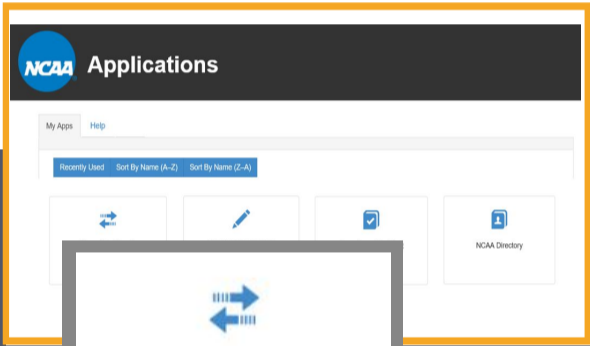 NCAA Applications
My Apps Help
Recently Used Sort By Name (A–Z) Sort By Name (Z–A)
NCAA Directory